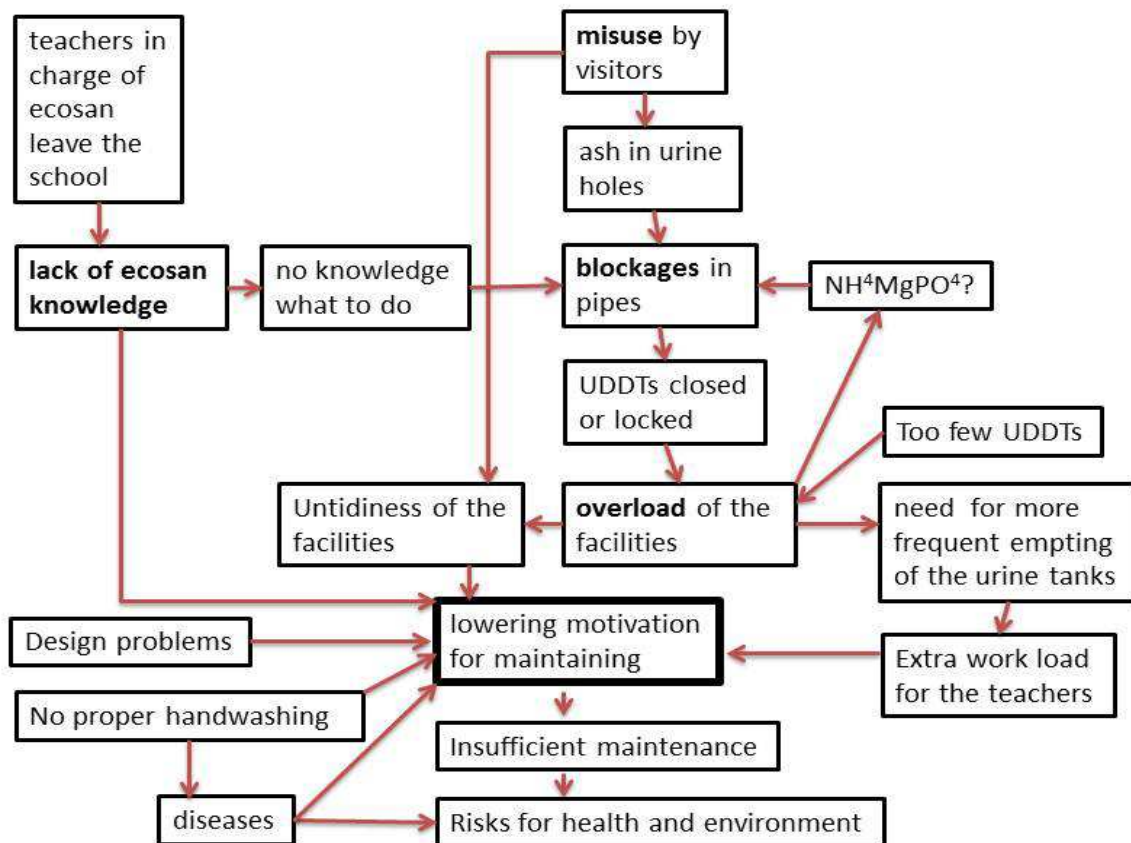 teachers in
charge of
ecosan
leave the
school
misuse by
visitors
ash in urine
holes
lack of ecosan
knowledge
no knowledge
what to do
blockages in
pipes
NH⁴MgPO⁴?
UDDTs closed
or locked
Too few UDDTs
Untidiness of the
facilities
overload of the
facilities
need for more
frequent empting
of the urine tanks
lowering motivation
for maintaining
Design problems
Extra work load
for the teachers
No proper handwashing
Insufficient maintenance
diseases
Risks for health and environment